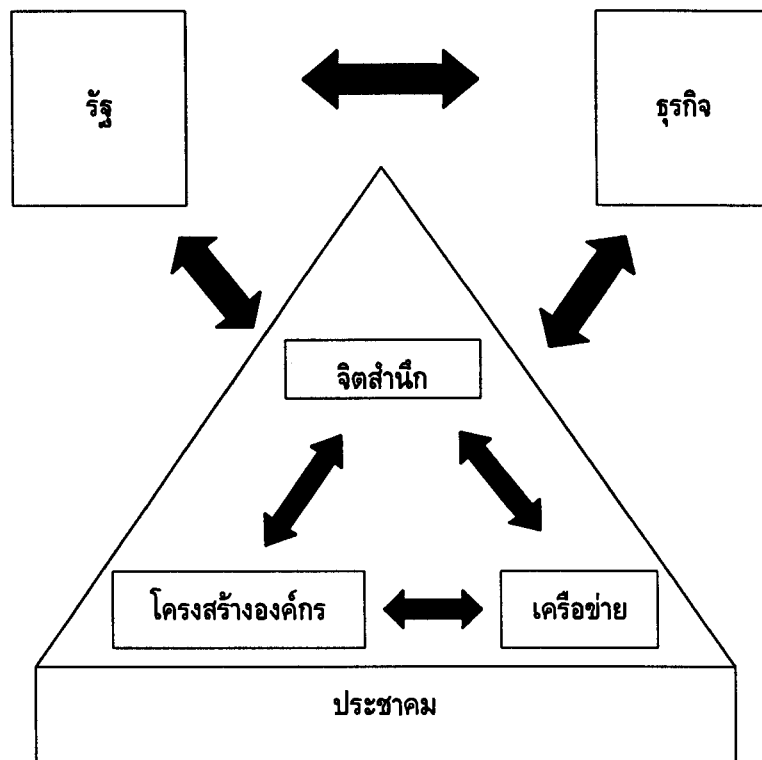 รัฐ
ธุรกิจ
จิตสำนึก
โครงสร้างองค์กร
เครือข่าย
ประชาคม